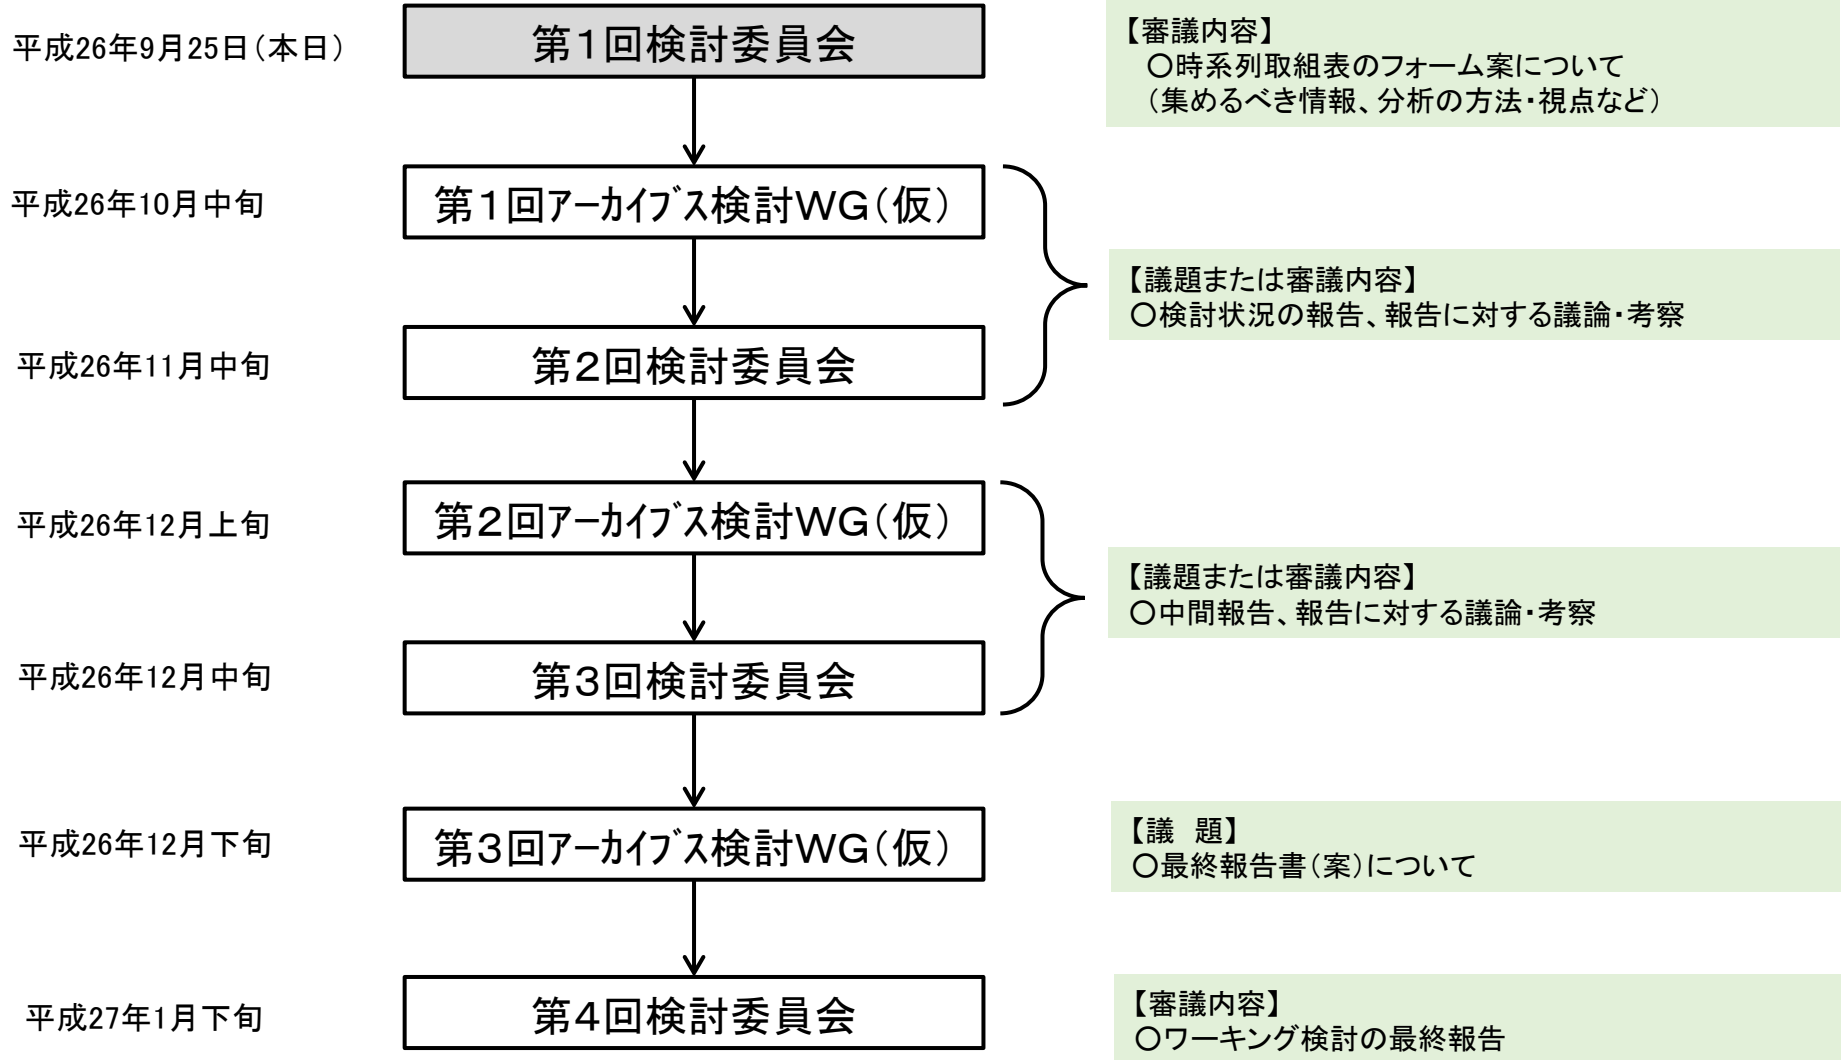 平成26年9月25日（本日）
第１回検討委員会
【審議内容】
○時系列取組表のフォーム案について
（集めるべき情報、分析の方法・視点など）
平成26年10月中旬
第１回ｱｰｶｲﾌﾞｽ検討WG（仮）
【議題または審議内容】
○検討状況の報告、報告に対する議論・考察
平成26年11月中旬
第２回検討委員会
平成26年12月上旬
第２回ｱｰｶｲﾌﾞｽ検討WG（仮）
【議題または審議内容】
○中間報告、報告に対する議論・考察
平成26年12月中旬
第３回検討委員会
平成26年12月下旬
第３回ｱｰｶｲﾌﾞｽ検討WG（仮）
【議　題】
○最終報告書（案）について
平成27年1月下旬
第４回検討委員会
【審議内容】
○ワーキング検討の最終報告